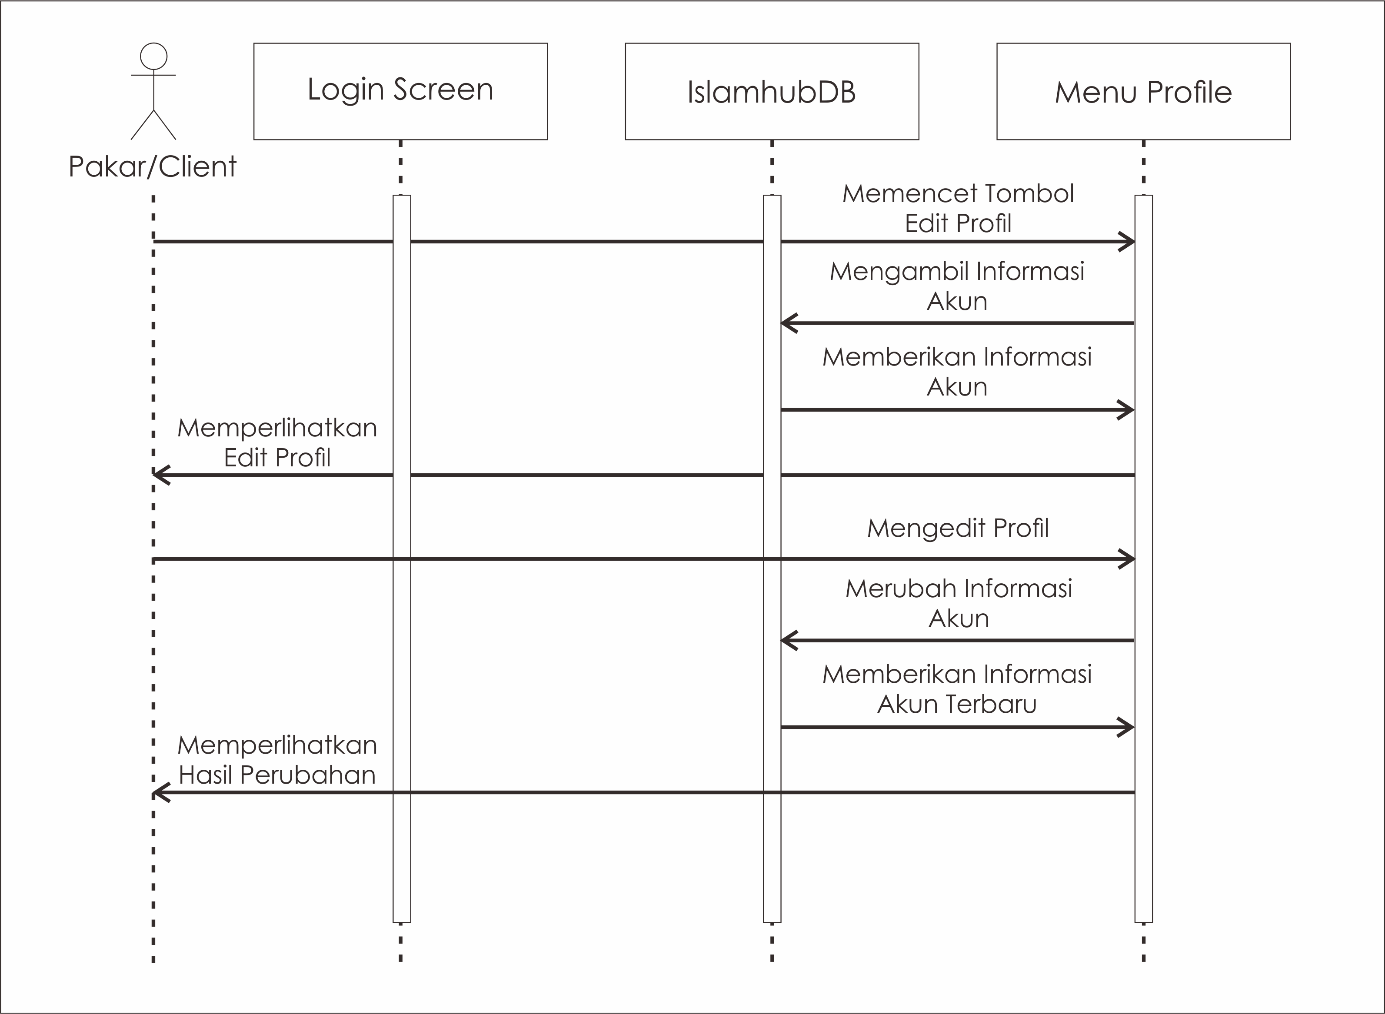 Login Screen
IslamhubDB
Menu Profile
Pakar/Client
Memencet Tombol
Edit Profil
Mengambil Informasi
Akun
Memberikan Informasi
Akun
Memperlihatkan
Edit Profil
Mengedit Profil
Merubah Informasi
Akun
Memberikan Informasi
Akun Terbaru
Memperlihatkan
Hasil Perubahan